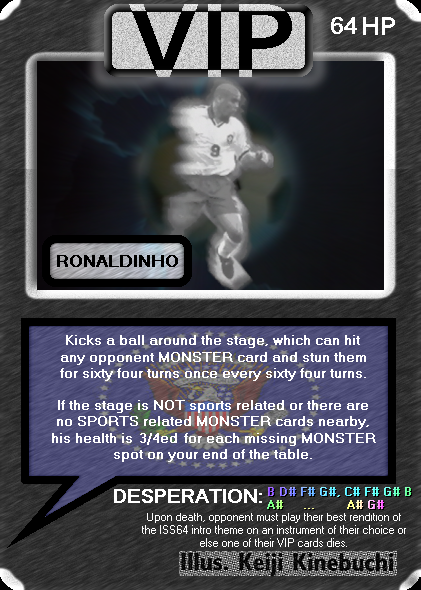 VIP
64 HP
9
RONALDINHO
Kicks a ball around the stage, which can hit
any opponent MONSTER card and stun them
for sixty four turns once every sixty four turns.
If the stage is NOT sports related or there are
no SPORTS related MONSTER cards nearby,
his health is 3/4ed for each missing MONSTER
spot on your end of the table.
DESPERATION: B D# F# G#, C# F# G# B
A# ... A# G#
Upon death, opponent must play their best rendition of
the ISS64 intro theme on an instrument of their choice or
else one of their VIP cards dies.
Illus. Keiji Kinebuchi